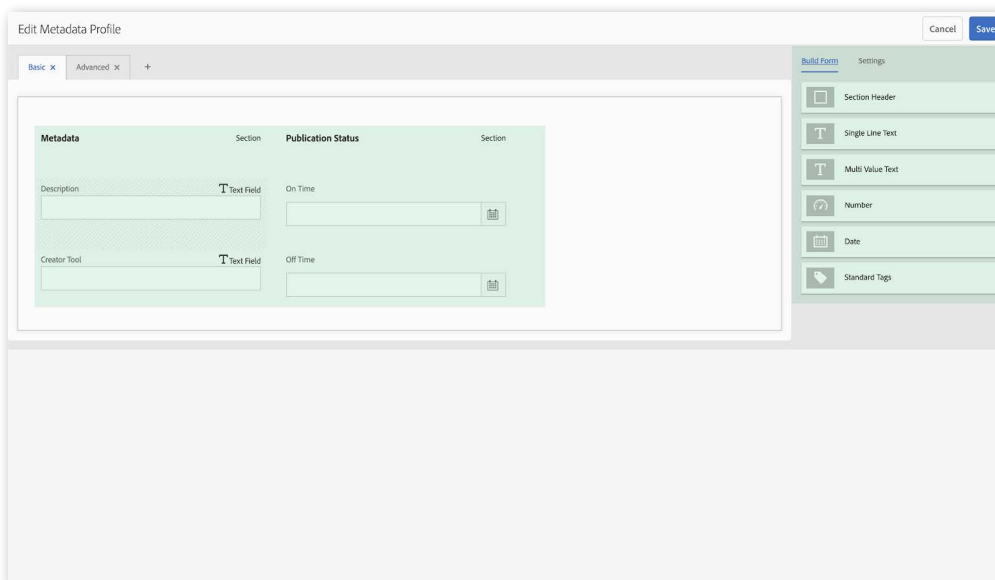 Edit Metadata Profile
Cancel
Save
Basic × Advanced × +
Build Form Settings
Section Header
Metadata Section Publication Status Section
T Single Line Text
T Multi Value Text
Description T Text Field On Time
Number
Date
Creator Tool T Text Field Off Time
Standard Tags